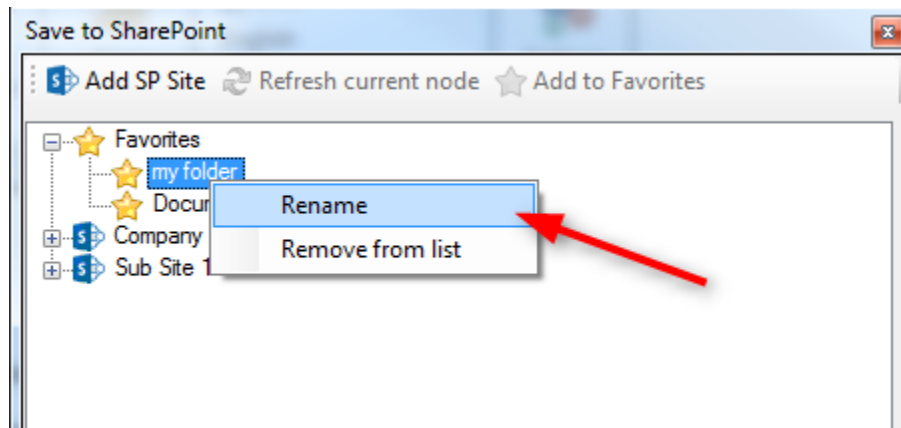 Save to SharePoint
Add SP Site Refresh current node Add to Favorites
Favorites
my folder
Rename
Company
Remove from list
Sub Site 1